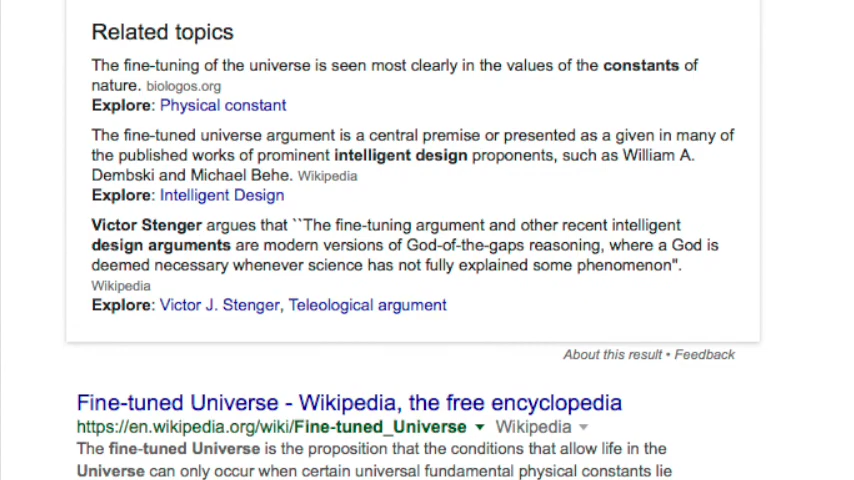 Related topics
The fine-tuning of the universe is seen most clearly in the values of the constants of
nature. biologos.org
Explore: Physical constant
The fine-tuned universe argument is a central premise or presented as a given in many of
the published works of prominent intelligent design proponents, such as William A.
Dembski and Michael Behe. Wikipedia
Explore: Intelligent Design
Victor Stenger argues that ``The fine-tuning argument and other recent intelligent
design arguments are modern versions of God-of-the-gaps reasoning, where a God is
deemed necessary whenever science has not fully explained some phenomenon".
Wikipedia
Explore: Victor J. Stenger, Teleological argument
About this result • Feedback
Fine-tuned Universe - Wikipedia, the free encyclopedia
https://en.wikipedia.org/wiki/Fine-tuned_Universe ▼ Wikipedia ▼
The fine-tuned Universe is the proposition that the conditions that allow life in the
Universe can only occur when certain universal fundamental physical constants lie